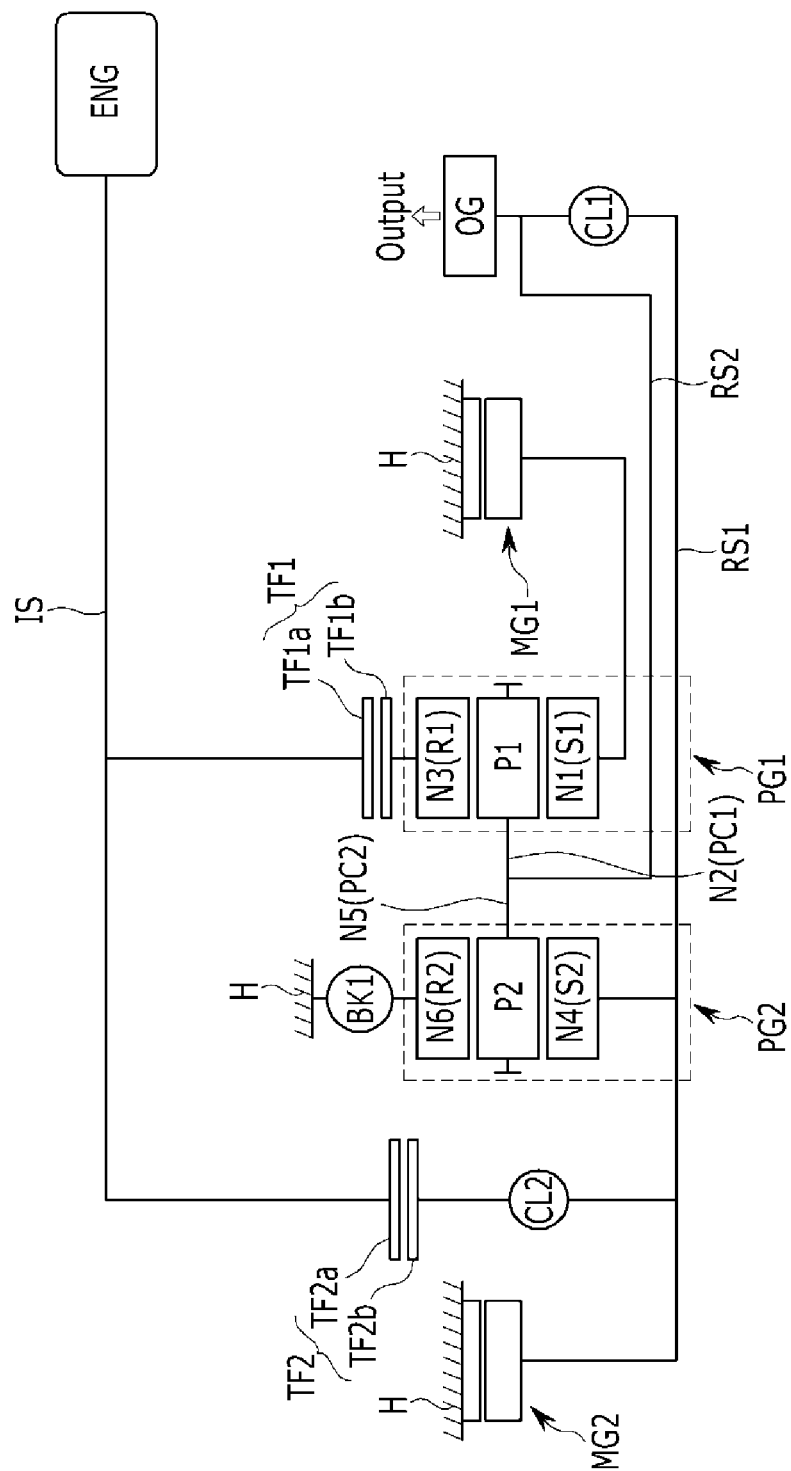 ENG
IS
Output
OG
CL1
RS2
RS1
H
MG1
TF1
TF1a
TF1b
N3(R1)
P1
N1(S1)
PG1
N2(PC1)
N5(PC2)
H
BK1
N6(R2)
P2
N4(S2)
PG2
CL2
TF2
TF2a
TF2b
H
MG2